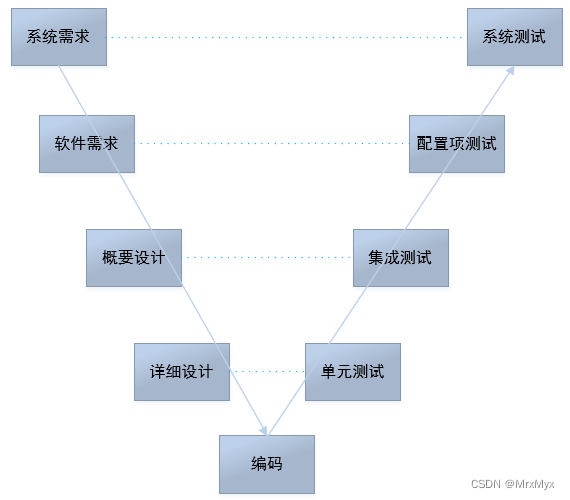 系统需求
系统测试
软件需求
配置项测试
概要设计
集成测试
详细设计
单元测试
编码
CSDN @MrxMyx